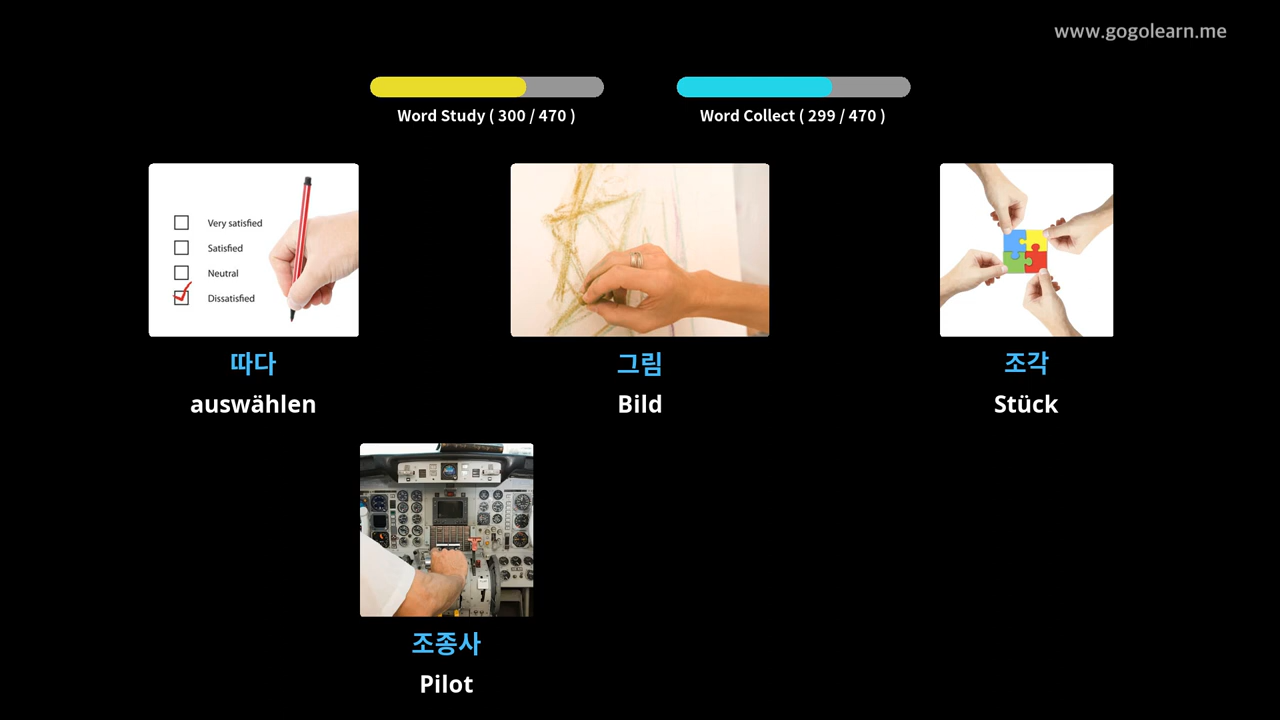 www.gogolearn.me
Word Study ( 300 / 470 )
Word Collect ( 299 / 470 )
Very satisfied
Satisfied
Neutral
Dissatisfied
따다
auswählen
그림
Bild
조각
Stück
조종사
Pilot